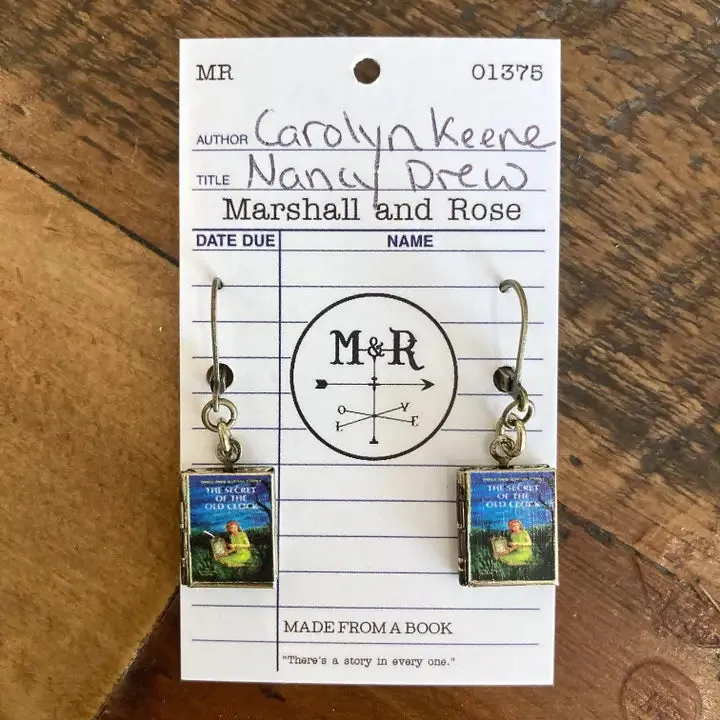 MR 01375
AUTHOR Carolyn Keene
TITLE Nancy Drew
Marshall and Rose
DATE DUE NAME
M&R
L O V E
THE SECRET
OF THE
OLD CLOCK
THE SECRET
OF THE
OLD CLOCK
MADE FROM A BOOK
"There's a story in every one."